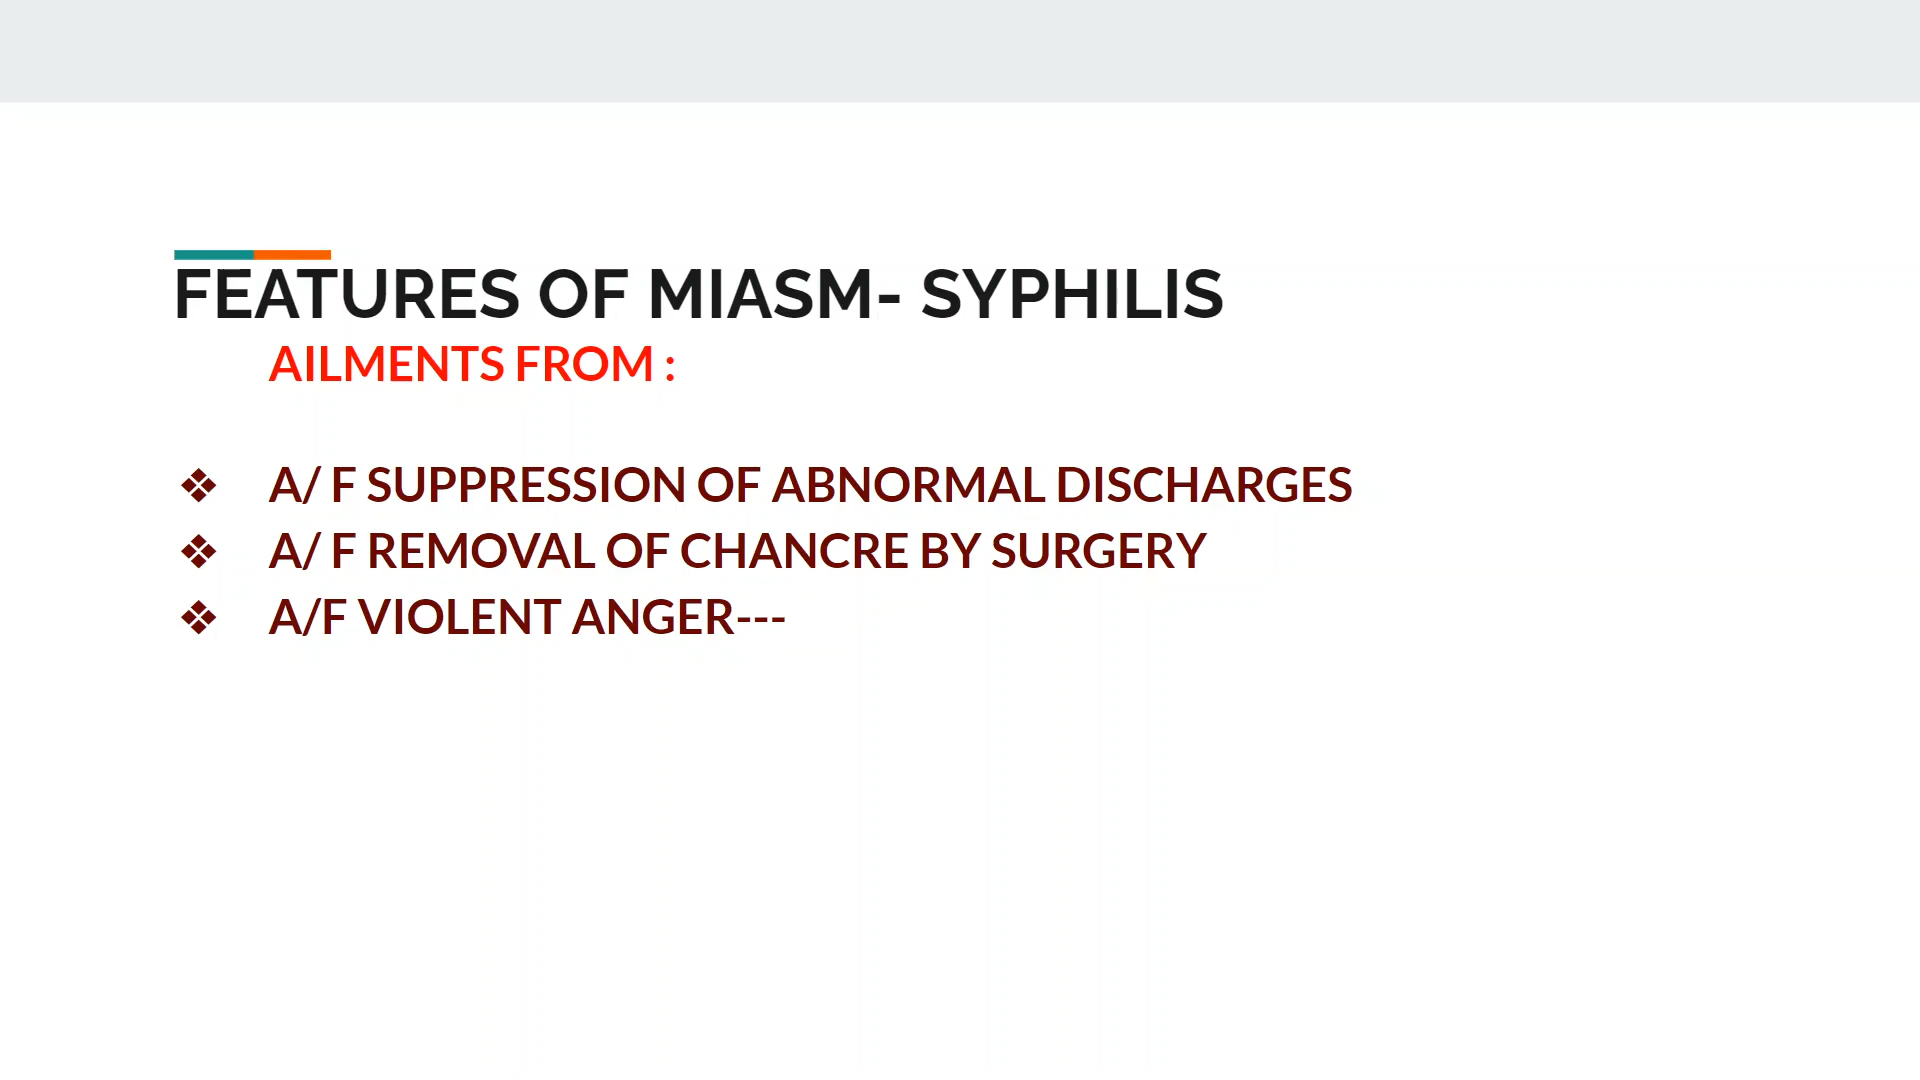 FEATURES OF MIASM- SYPHILIS
AILMENTS FROM :
❖ A/ F SUPPRESSION OF ABNORMAL DISCHARGES
❖ A/ F REMOVAL OF CHANCRE BY SURGERY
❖ A/F VIOLENT ANGER---